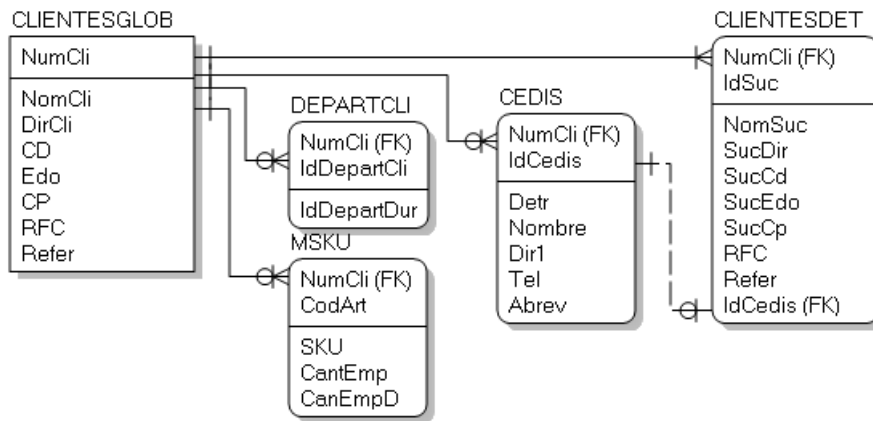 CLIENTESGLOB
NumCli
NomCli
DirCli
CD
Edo
CP
RFC
Refer
DEPARTCLI
NumCli (FK)
IdDepartCli
IdDepartDur
MSKU
NumCli (FK)
CodArt
SKU
CantEmp
CanEmpD
CEDIS
NumCli (FK)
IdCedis
Detr
Nombre
Dir1
Tel
Abrev
CLIENTESDET
NumCli (FK)
IdSuc
NomSuc
SucDir
SucCd
SucEdo
SucCp
RFC
Refer
IdCedis (FK)